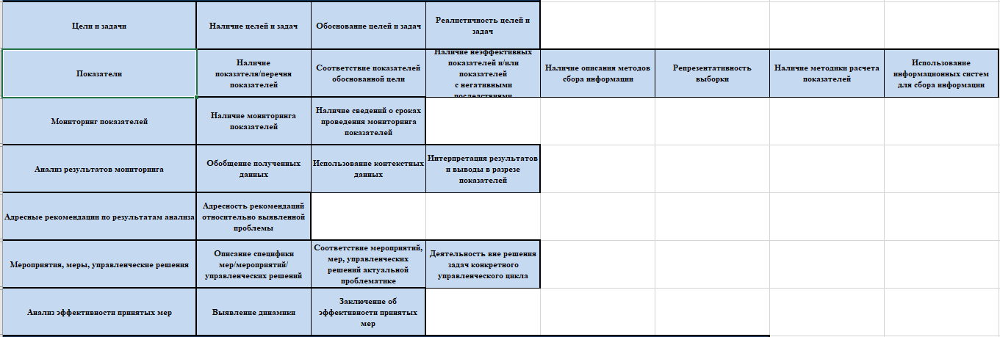 Цели и задачи
Наличие целей и задач
Обоснование целей и задач
Реалистичность целей и
задач
Показатели
Наличие
показателя/перечня
показателей
Соответствие показателей
обоснованной цели
Наличие неэффективных
показателей и/или
показателей
с негативными
последствиями
Наличие описания методов
сбора информации
Репрезентативность
выборки
Наличие методики расчета
показателей
Использование
информационных систем
для сбора информации
Мониторинг показателей
Наличие мониторинга
показателей
Наличие сведений о сроках
проведения мониторинга
показателей
Анализ результатов мониторинга
Обобщение полученных
данных
Использование контекстных
данных
Интерпретация результатов
и выводы в разрезе
показателей
Адресные рекомендации по результатам анализа
Адресность рекомендаций
относительно выявленной
проблемы
Мероприятия, меры, управленческие решения
Описание специфики
мер/мероприятий/
управленческих решений
Соответствие мероприятий,
мер, управленческих
решений актуальной
проблематике
Деятельность вне решения
задач конкретного
управленческого цикла
Анализ эффективности принятых мер
Выявление динамики
Заключение об
эффективности принятых
мер